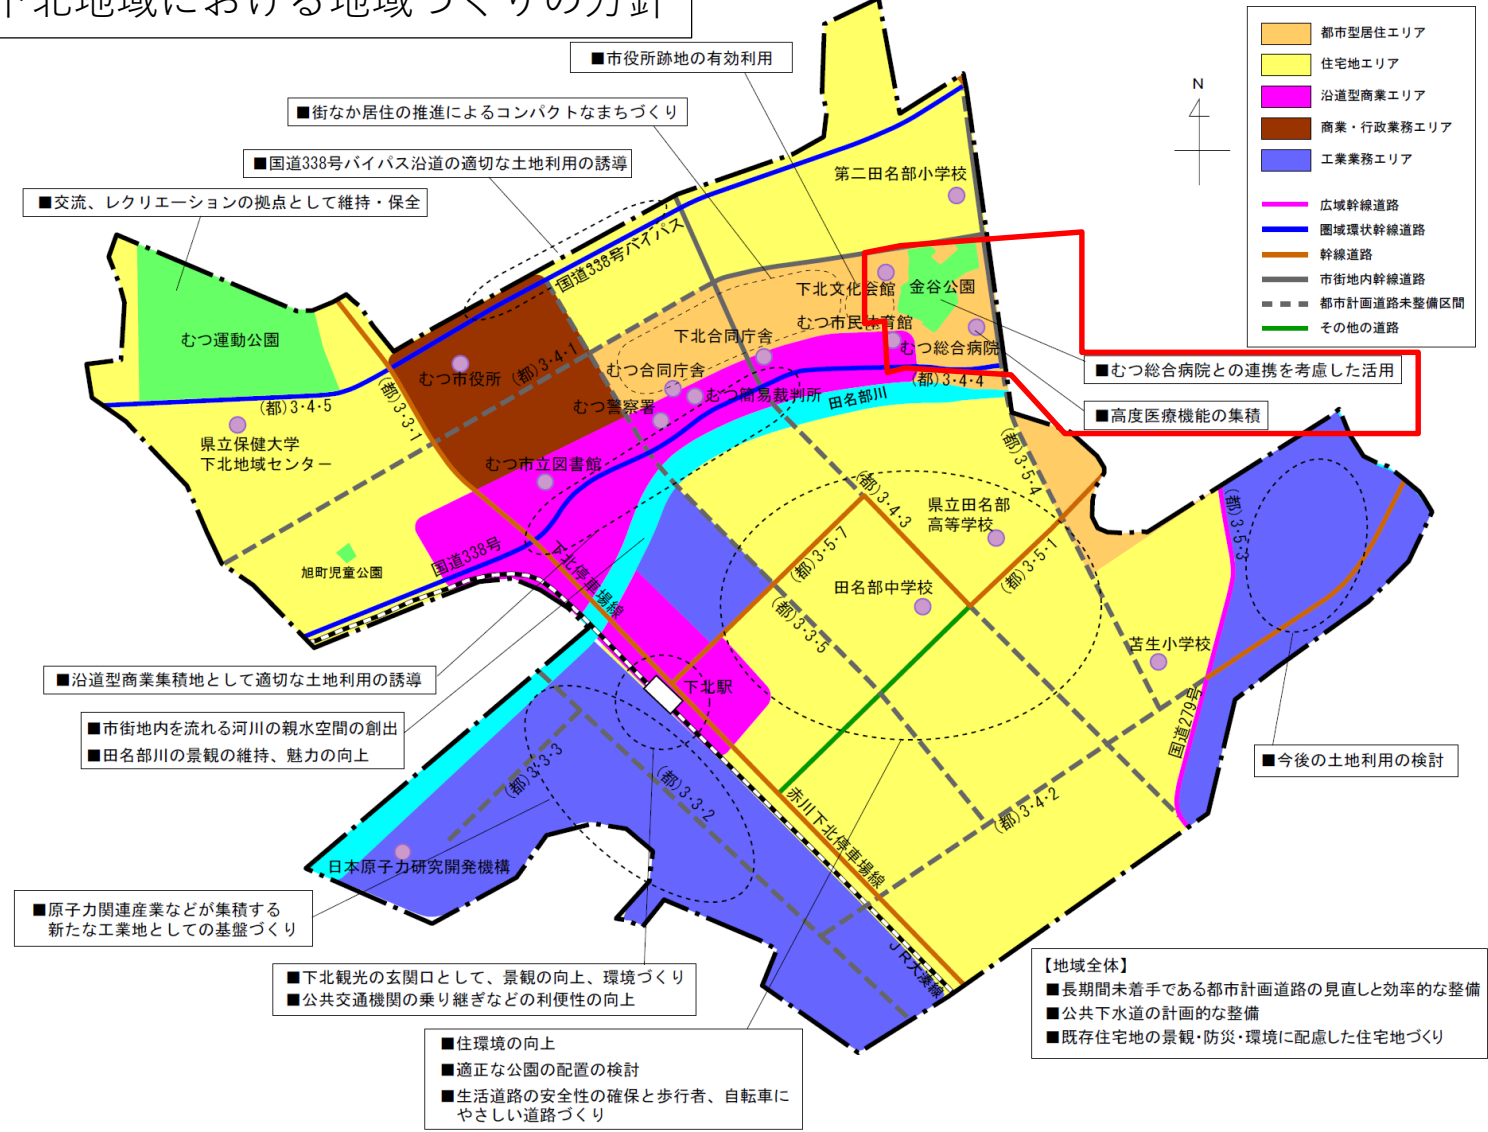 下北地域における地域づくりの方針
■市役所跡地の有効利用
■街なか居住の推進によるコンパクトなまちづくり
■国道338号バイパス沿道の適切な土地利用の誘導
■交流、レクリエーションの拠点として維持・保全
都市型居住エリア
住宅地エリア
沿道型商業エリア
商業・行政業務エリア
工業業務エリア
広域幹線道路
圏域環状幹線道路
幹線道路
市街地内幹線道路
都市計画道路未整備区間
その他の道路
N
第二田名部小学校
国道338号バイパス
下北文化会館
金谷公園
むつ市民体育館
むつ総合病院
下北合同庁舎
むつ合同庁舎
むつ運動公園
むつ市役所
(都)3・4・1
(都)3・3・1
(都)3・4・5
(都)3・4・4
むつ簡易裁判所
田名部川
むつ警察署
県立保健大学
下北地域センター
むつ市立図書館
旭町児童公園
国道338号
下北停車場線
(都)3・5・4
(都)3・4・3
県立田名部
高等学校
(都)3・5・7
(都)3・5・1
(都)3・5・3
田名部中学校
(都)3・3・5
苫生小学校
下北駅
国道279号
(都)3・3・3
(都)3・3・2
(都)3・4・2
赤川下北停車場線
日本原子力研究開発機構
JR大湊線
■むつ総合病院との連携を考慮した活用
■高度医療機能の集積
■沿道型商業集積地として適切な土地利用の誘導
■市街地内を流れる河川の親水空間の創出
■田名部川の景観の維持、魅力の向上
■今後の土地利用の検討
■原子力関連産業などが集積する
新たな工業地としての基盤づくり
■下北観光の玄関口として、景観の向上、環境づくり
■公共交通機関の乗り継ぎなどの利便性の向上
■住環境の向上
■適正な公園の配置の検討
■生活道路の安全性の確保と歩行者、自転車に
やさしい道路づくり
【地域全体】
■長期間未着手である都市計画道路の見直しと効率的な整備
■公共下水道の計画的な整備
■既存住宅地の景観・防災・環境に配慮した住宅地づくり